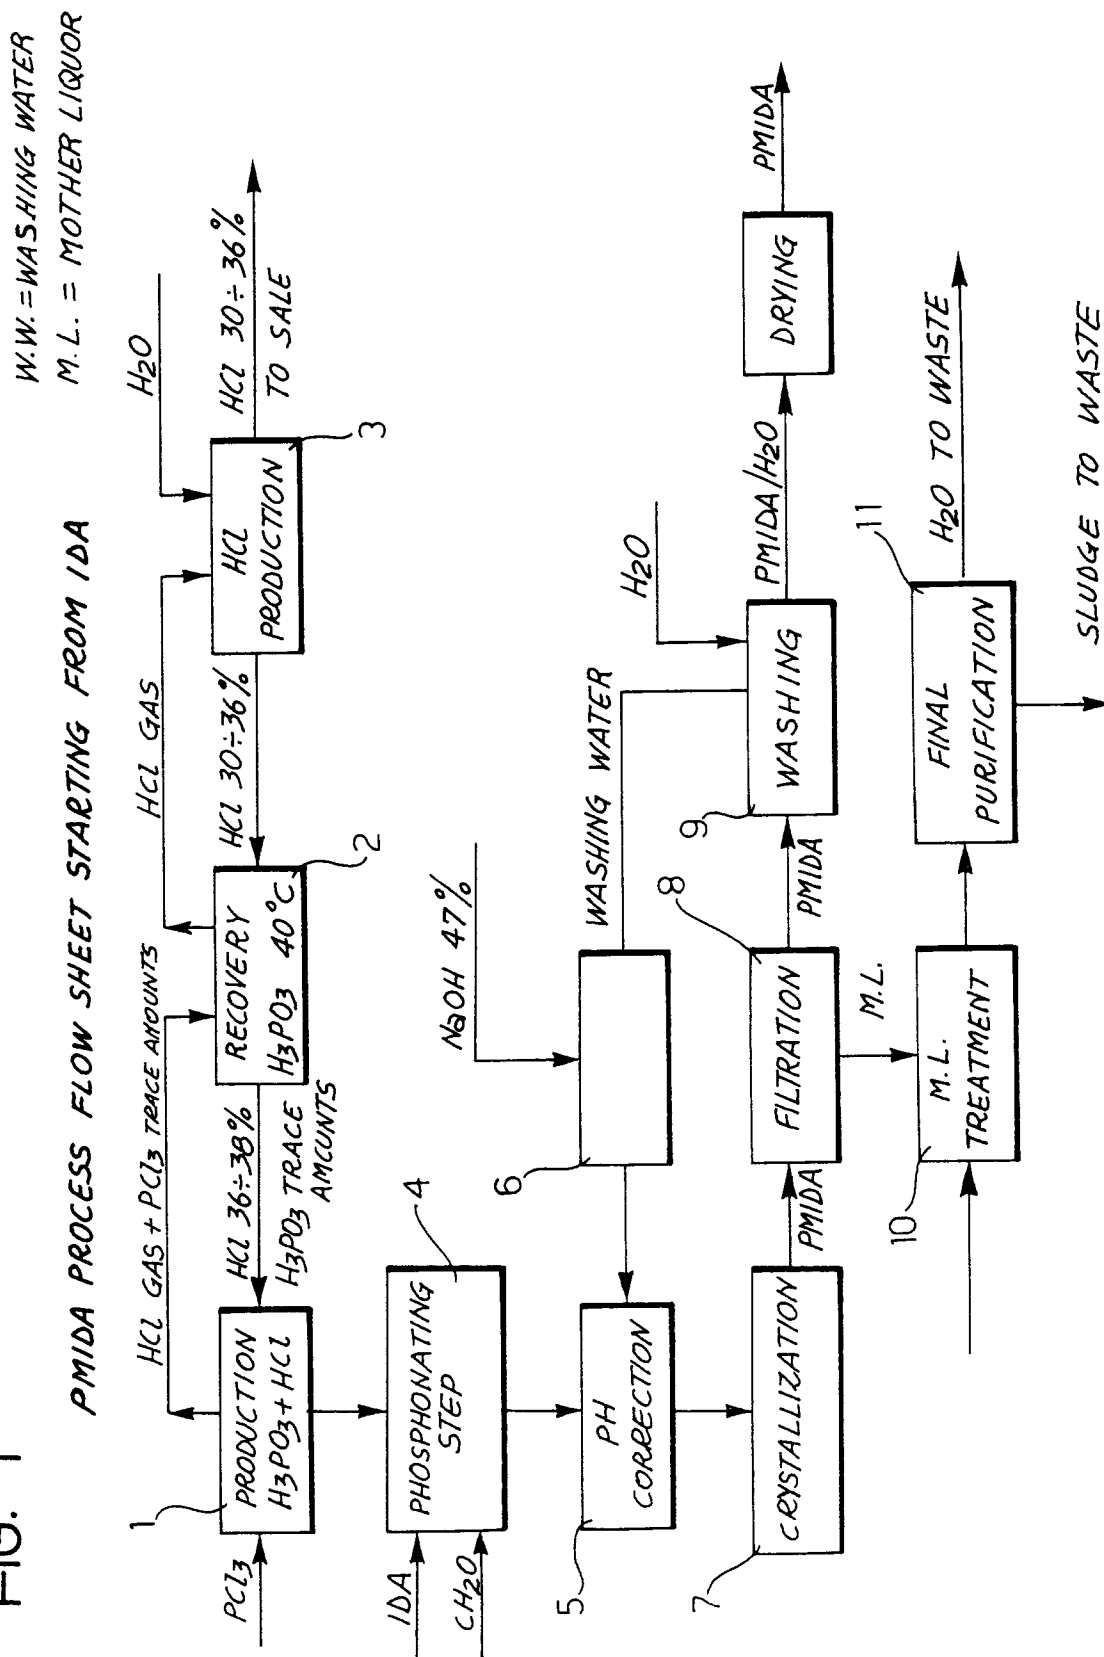 FIG. 1
PMIDA PROCESS FLOW SHEET STARTING FROM IDA
W.W.=WASHING WATER
M.L. = MOTHER LIQUOR
HCl GAS + PCl3 TRACE AMOUNTS
HCl GAS
H2O
PCl3
1
PRODUCTION
H3PO3+HCl
HCl 36÷38%
H3PO3 TRACE
AMCUNTS
RECOVERY
H3PO3 40°C
2
HCl 30÷36%
HCl
PRODUCTION
3
HCl 30÷36%
TO SALE
IDA
CH2O
PHOSPHONATING
STEP
4
NaOH 47%
5
PH
CORRECTION
6
WASHING WATER
H2O
7
CRYSTALLIZATION
PMIDA
FILTRATION
8
PMIDA
9
WASHING
PMIDA/H2O
DRYING
PMIDA
M.L.
10
M.L.
TREATMENT
FINAL
PURIFICATION
11
H2O TO WASTE
SLUDGE TO WASTE